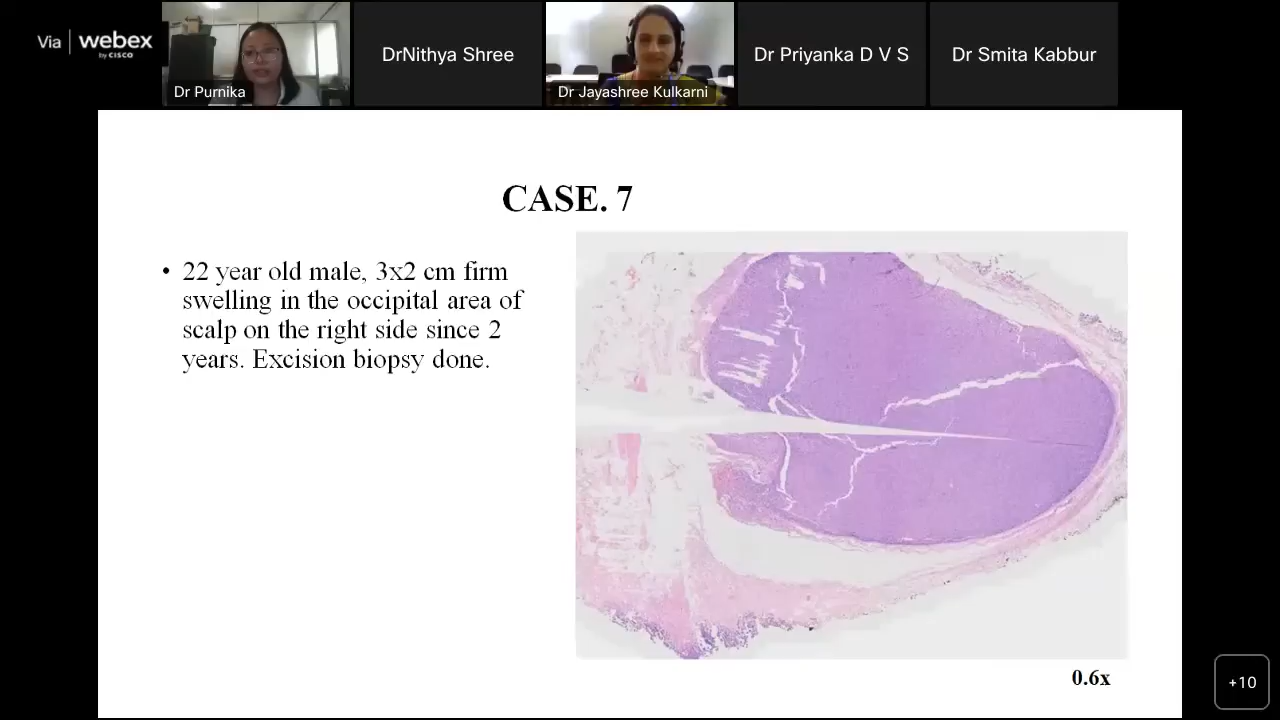 Via | webex
by CISCO
Dr Purnika
DrNithya Shree
Dr Jayashree Kulkarni
Dr Priyanka D V S
Dr Smita Kabbur
CASE. 7
• 22 year old male, 3x2 cm firm
swelling in the occipital area of
scalp on the right side since 2
years. Excision biopsy done.
0.6x
+10